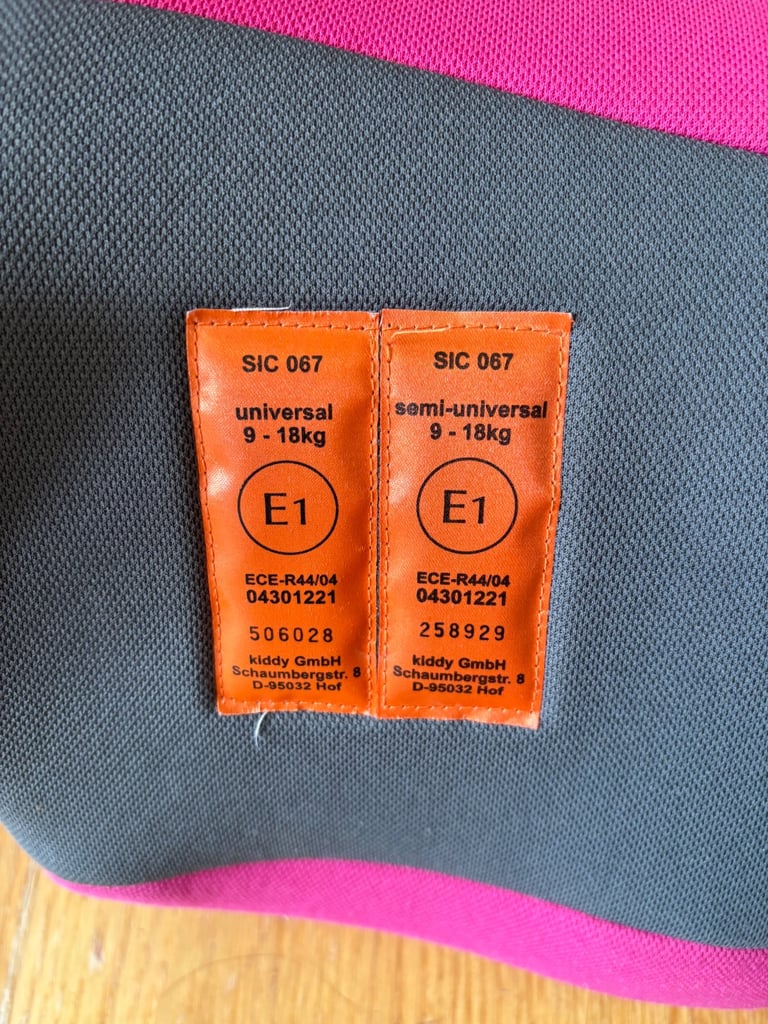 SIC 067
universal
9 - 18kg
E1
ECE-R44/04
04301221
506028
kiddy GmbH
Schaumbergstr. 8
D-95032 Hof
SIC 067
semi-universal
9 - 18kg
E1
ECE-R44/04
04301221
258929
kiddy GmbH
Schaumbergstr. 8
D-95032 Hof